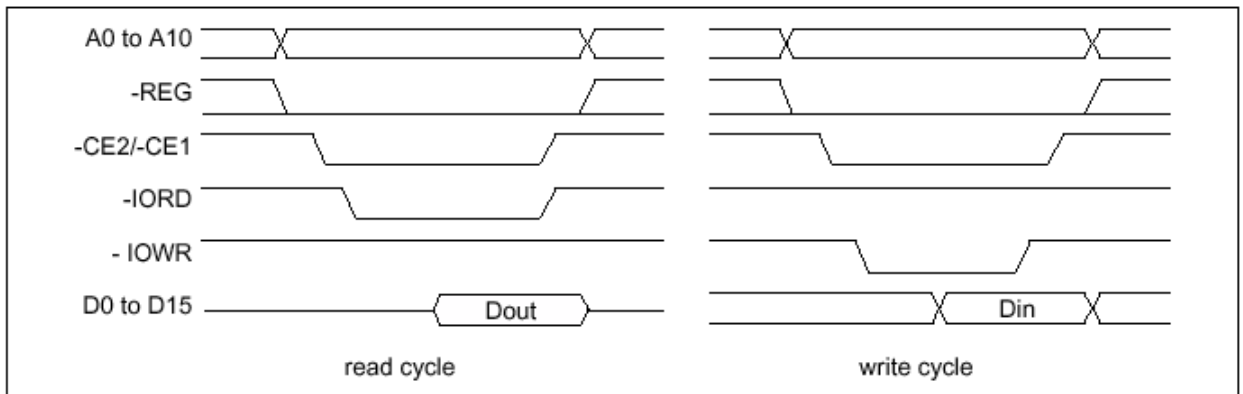 A0 to A10
-REG
-CE2/-CE1
-IORD
- IOWR
D0 to D15
Dout
Din
read cycle
write cycle